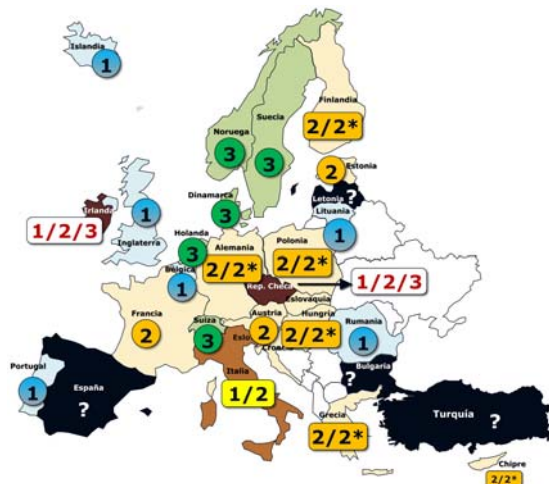 Islandia
1
Finlandia
2/2*
Suecia
3
Noruega
3
2
Estonia
Letonia
?
Lituania
1
Dinamarca
3
Irlanda
1/2/3
1
Inglaterra
Holanda
3
Alemania
2/2*
Polonia
2/2*
Bélgica
1
Rep. Checa
1/2/3
Eslovaquia
Francia
2
Suiza
3
Austria
2
Hungría
2/2*
Eslo
Croacia
Rumania
1
Italia
1/2
Bulgaria
?
Portugal
1
España
?
Grecia
2/2*
Turquía
?
Chipre
2/2*